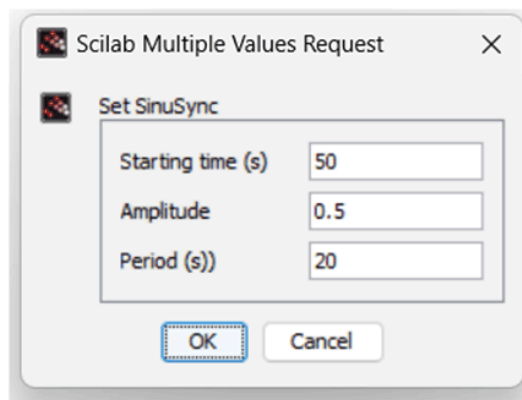 Scilab Multiple Values Request
Set SinuSync
Starting time (s) 50
Amplitude 0.5
Period (s)) 20
OK Cancel